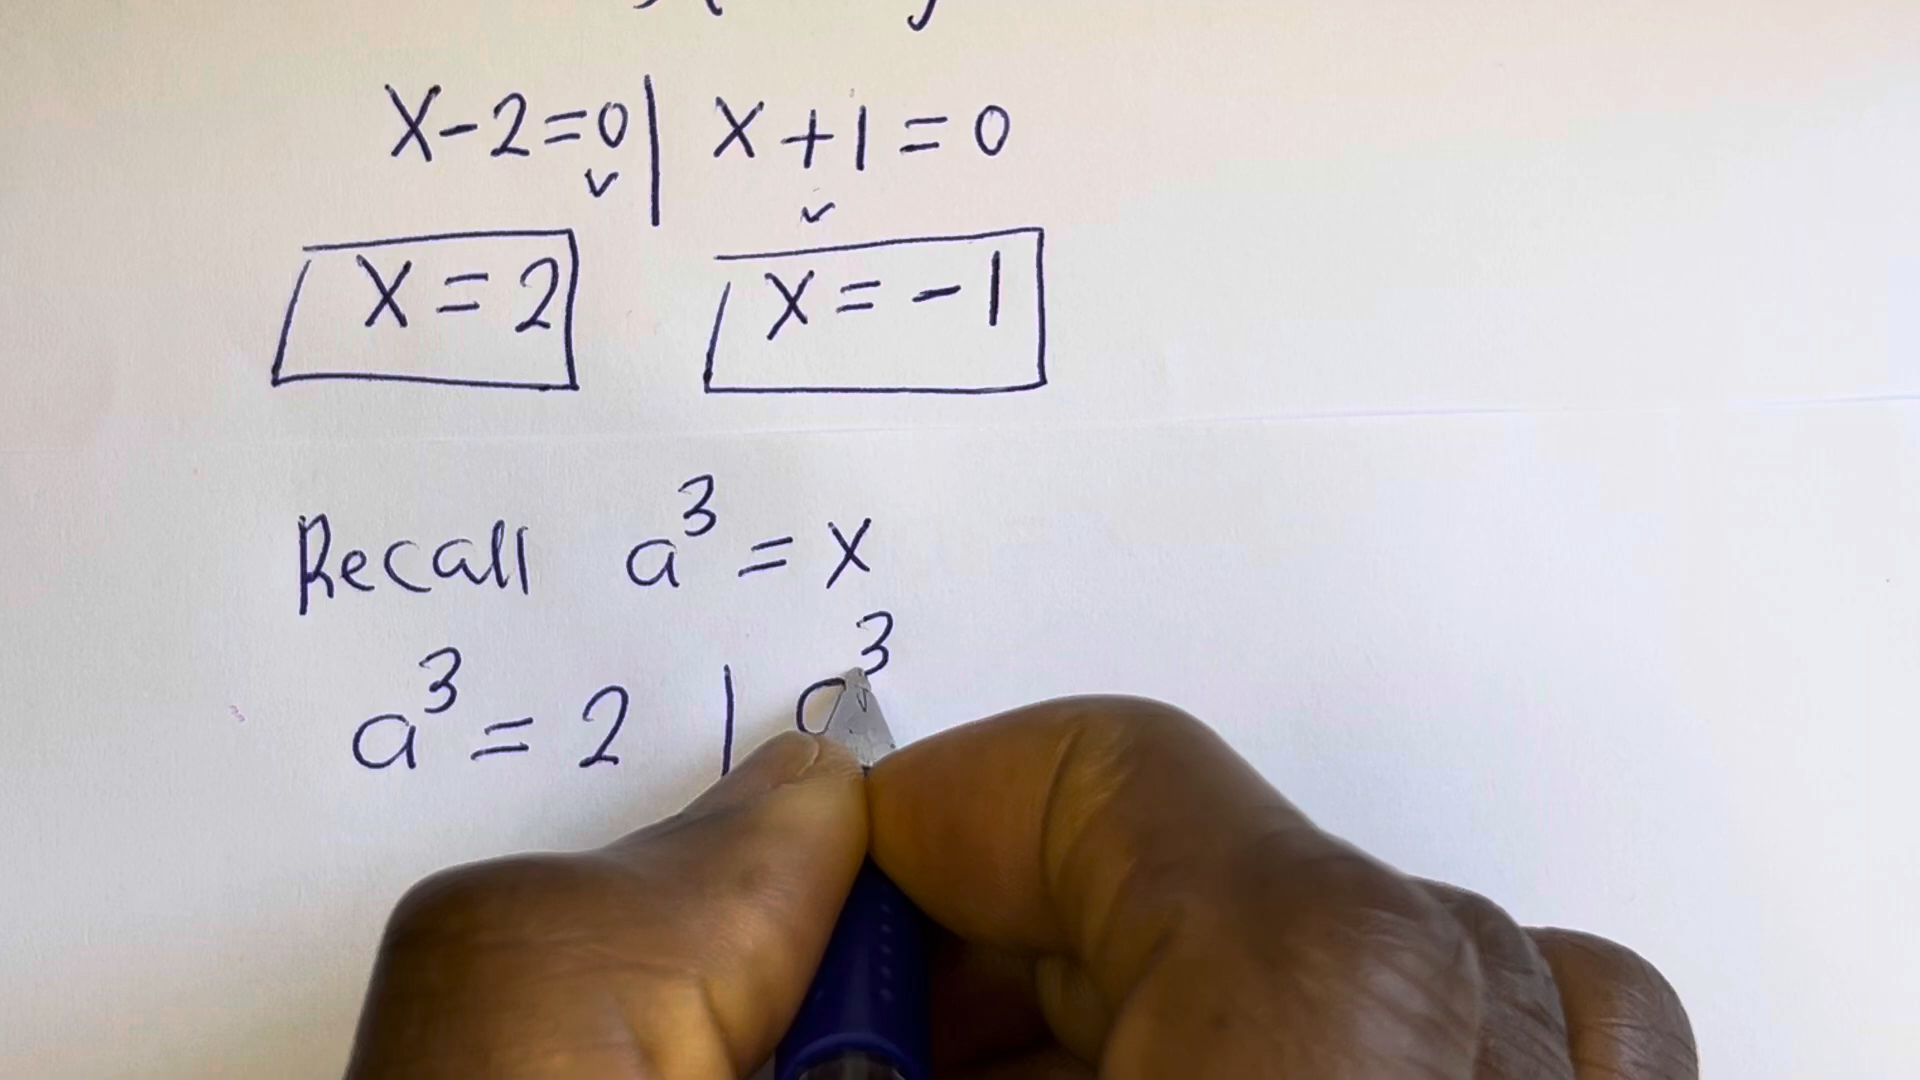 x-2=0 | x+1=0
x=2 x=-1
Recall a³=x
a³=2 | a³